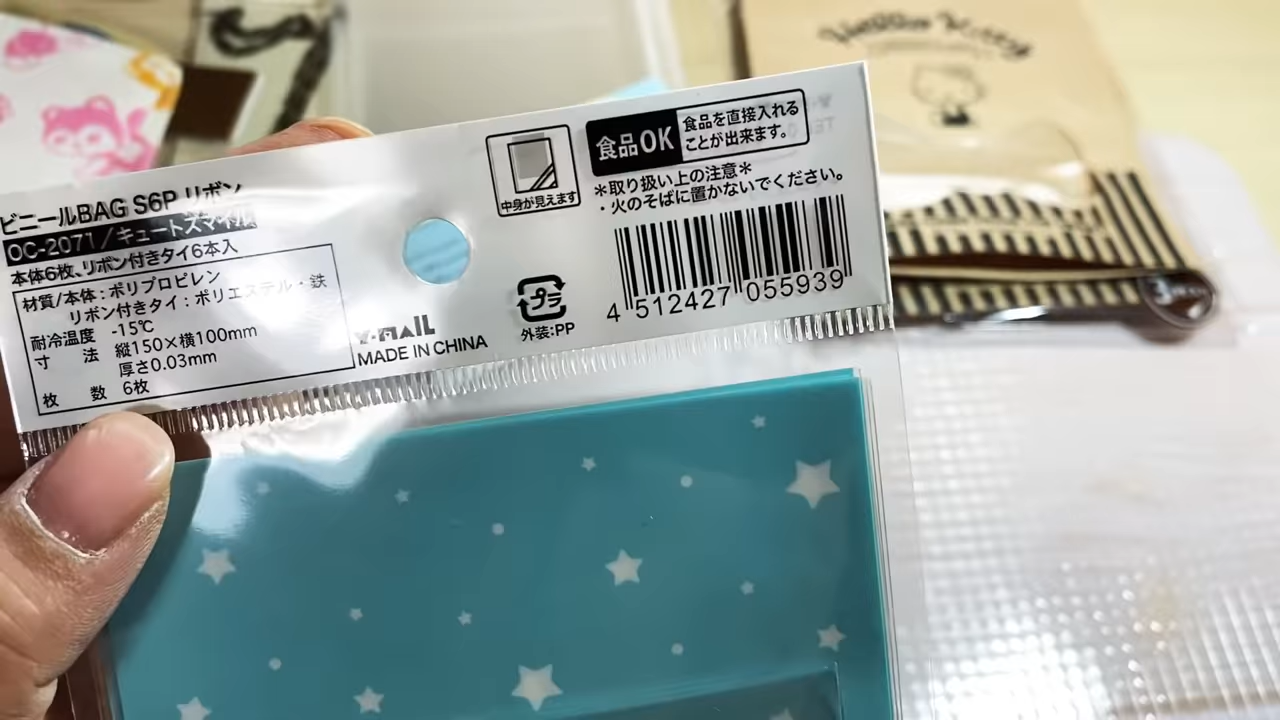 ビニールBAG S6P リボン
OC-2071/キュートスマイル
本体6枚、リボン付きタイ6本入
材質/本体:ポリプロピレン
リボン付きタイ:ポリエステル・鉄
耐冷温度 -15℃
寸 法 縦150×横100mm
厚さ0.03mm
枚 数 6枚
MADE IN CHINA
中身が見えます
プラ
外装:PP
食品OK
食品を直接入れる
ことが出来ます。
*取り扱い上の注意*
・火のそばに置かないでください。
4 512427 055939
Hello Kitty